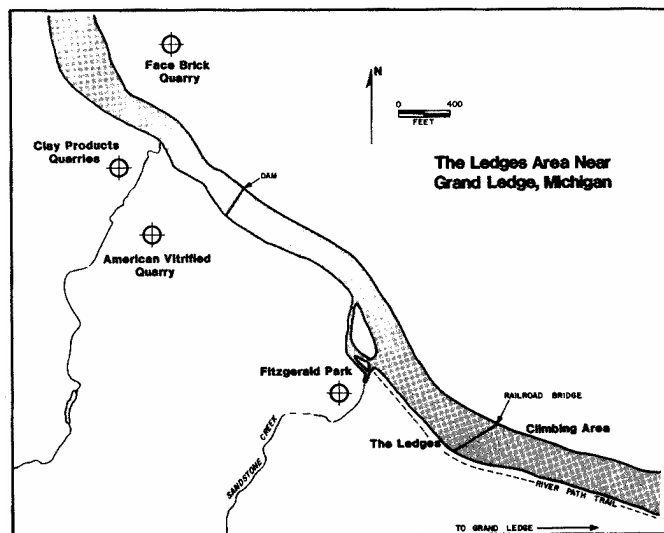 Face Brick
Quarry
N
0 400
FEET
Clay Products
Quarries
The Ledges Area Near
Grand Ledge, Michigan
DAM
American Vitrified
Quarry
Fitzgerald Park
RAILROAD BRIDGE
Climbing Area
The Ledges
SANDSTONE CREEK
RIVER PATH TRAIL
TO GRAND LEDGE